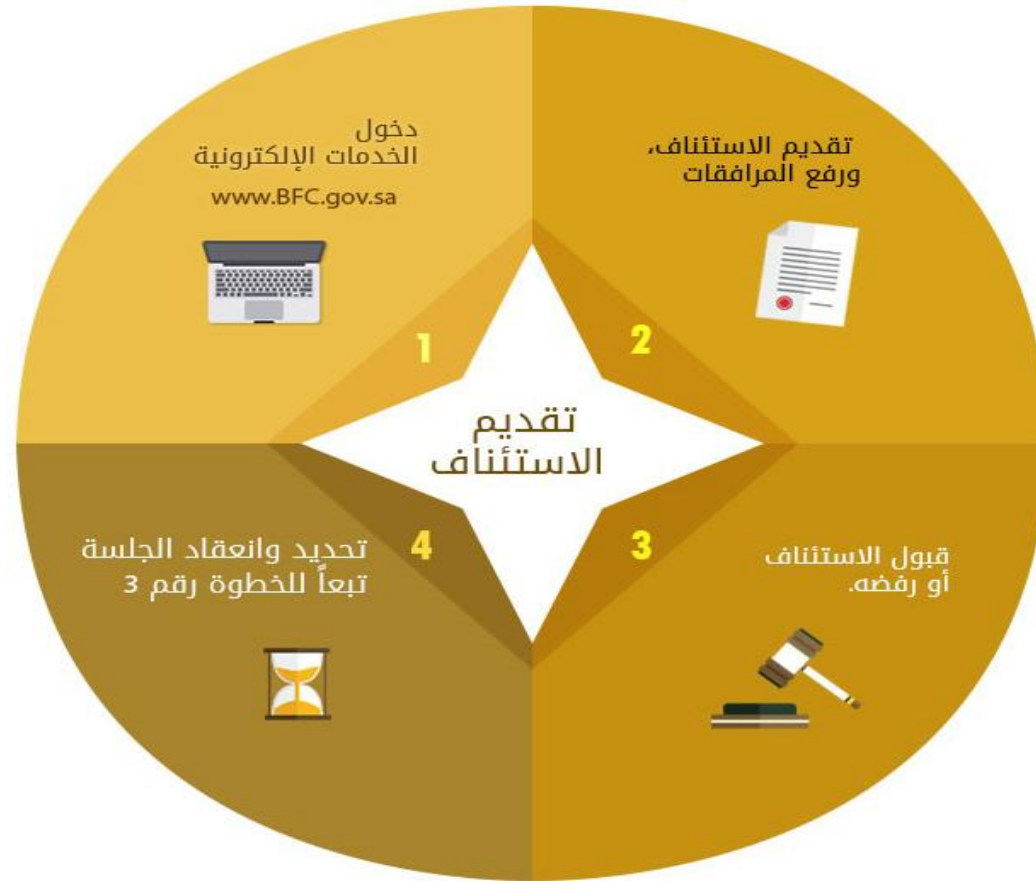 دخول
الخدمات الإلكترونية
www.BFC.gov.sa
1
تقديم الاستئناف،
ورفع المرافقات
2
تقديم
الاستئناف
قبول الاستئناف
أو رفضه.
3
تحديد وانعقاد الجلسة
تبعاً للخطوة رقم 3
4